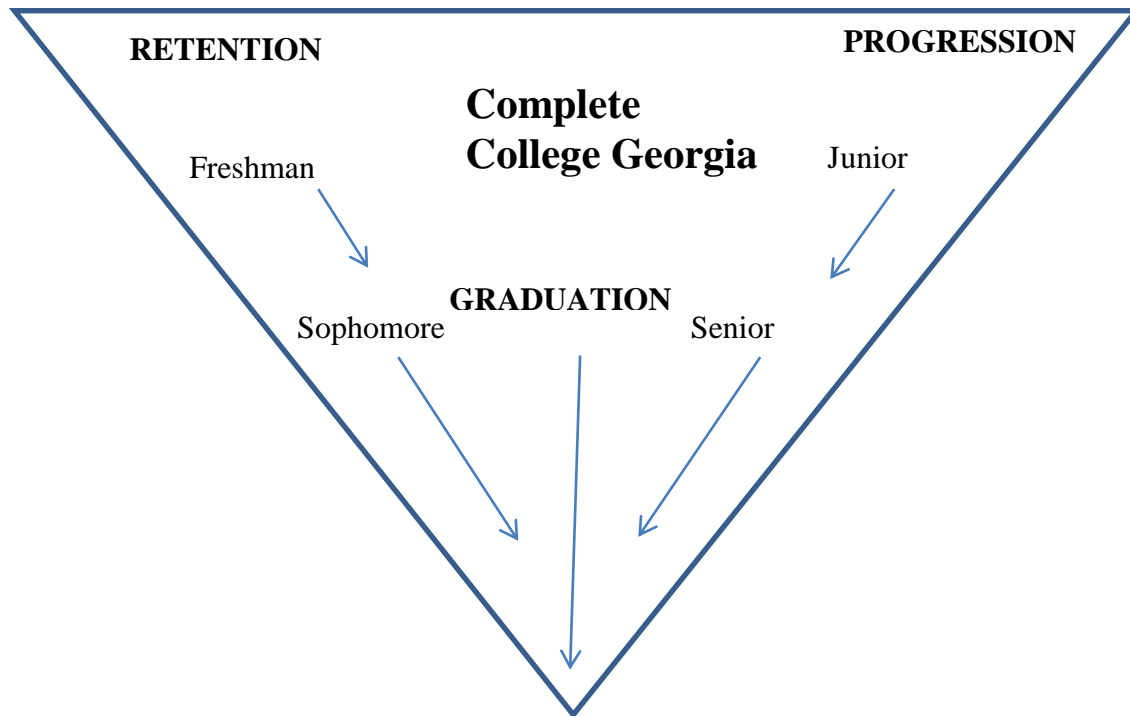 RETENTION
PROGRESSION
Complete
College Georgia
Freshman
Junior
GRADUATION
Sophomore
Senior